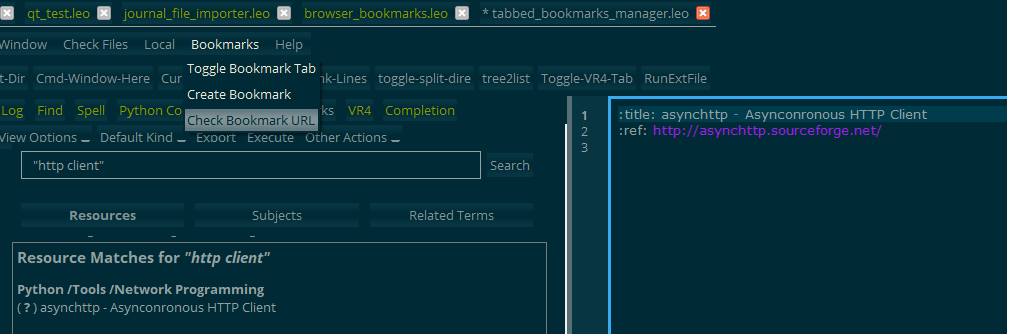 qt_test.leo journal_file_importer.leo browser_bookmarks.leo * tabbed_bookmarks_manager.leo
Window Check Files Local Bookmarks Help
Toggle Bookmark Tab
t-Dir Cmd-Window-Here Cur nk-Lines toggle-split-dire tree2list Toggle-VR4-Tab RunExtFile
Create Bookmark
Log Find Spell Python Co ks VR4 Completion
Check Bookmark URL
View Options Default Kind Export Execute Other Actions
"http client" Search
Resources Subjects Related Terms
Resource Matches for "http client"
Python /Tools /Network Programming
( ? ) asynchttp - Asynconronous HTTP Client
1 :title: asynchttp - Asynconronous HTTP Client
2 :ref: http://asynchttp.sourceforge.net/
3